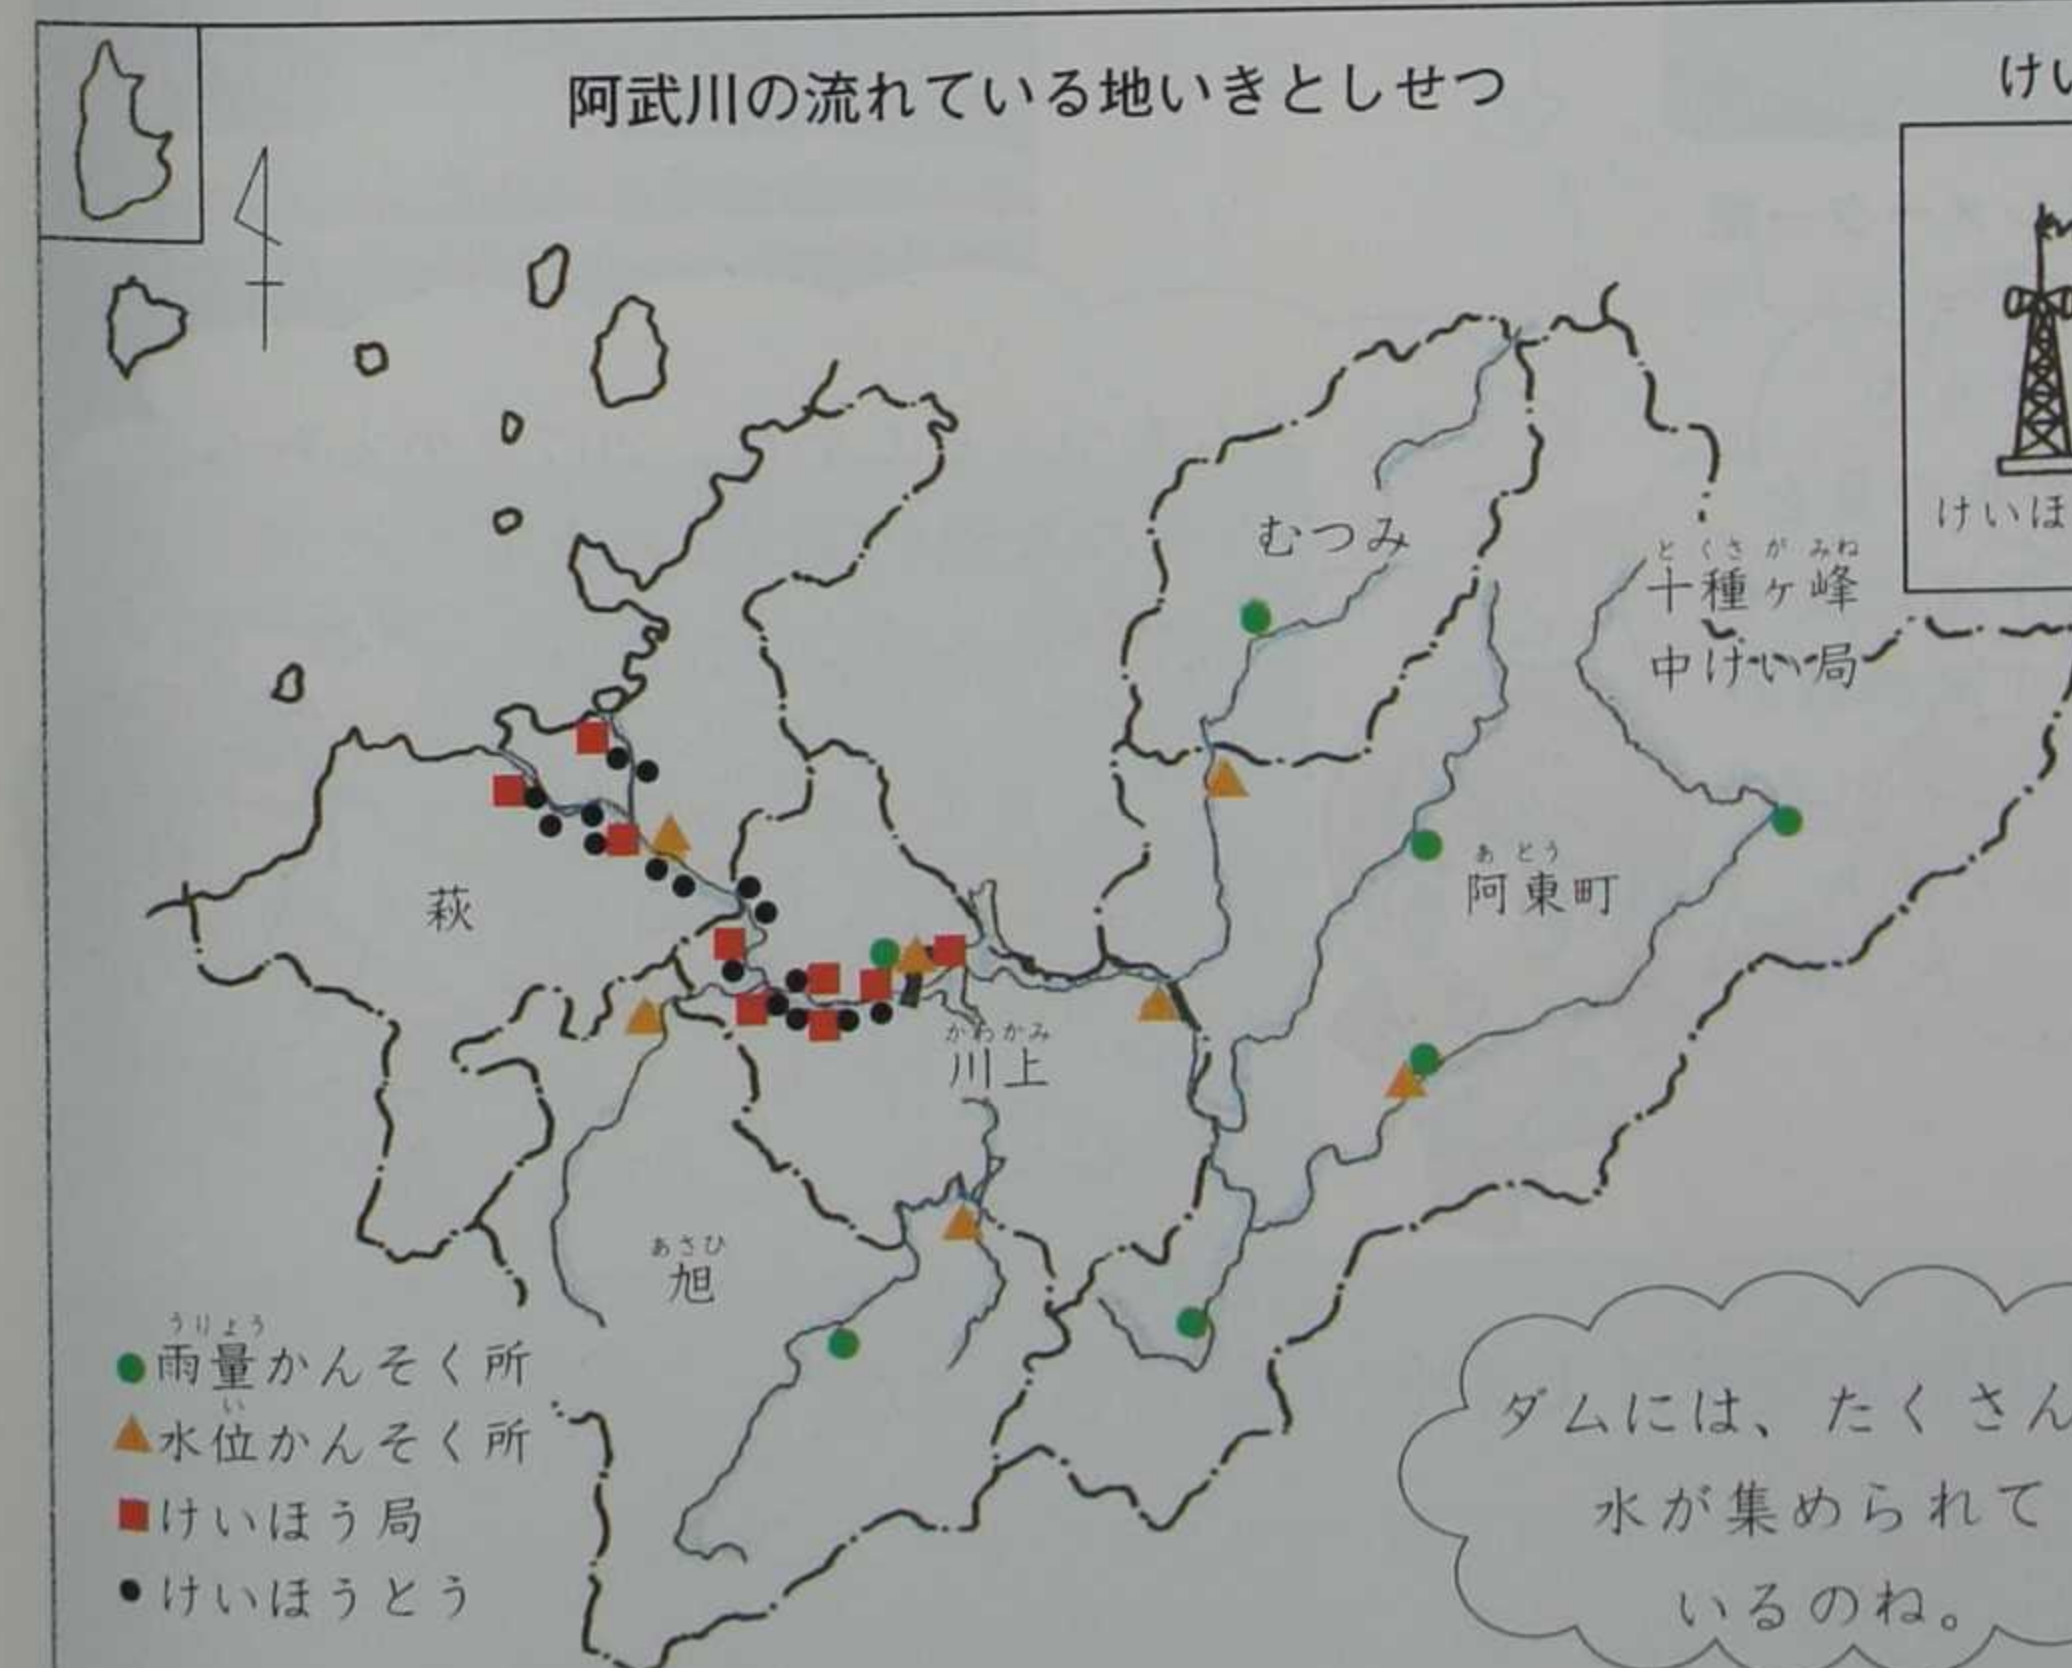 阿武川の流れている地いきとしせつ
けい
けいほ
むつみ
とくさがみね
十種ヶ峰
中けい局
あとう
阿東町
萩
かわかみ
川上
あさひ
旭
うりょう
雨量かんそく所
い
水位かんそく所
けいほう局
けいほうとう
ダムには、たくさん
水が集められて
いるのね。